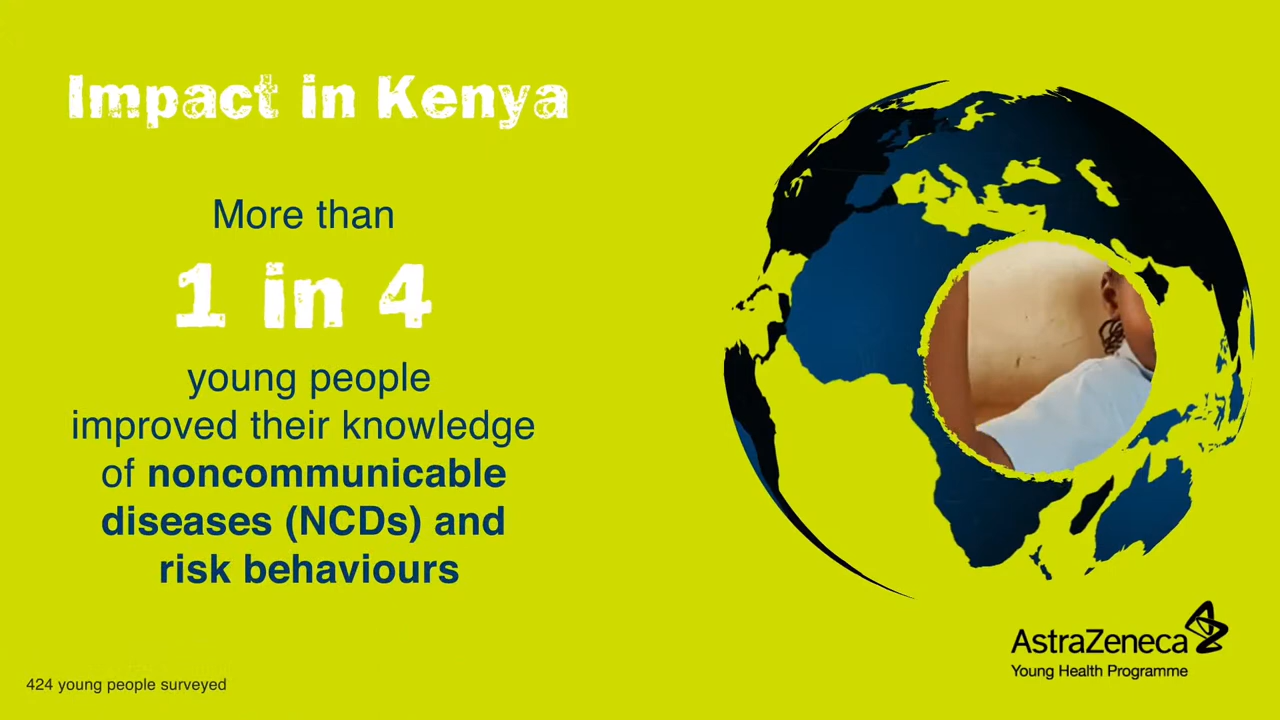 Impact in Kenya
More than
1 in 4
young people
improved their knowledge
of noncommunicable
diseases (NCDs) and
risk behaviours
424 young people surveyed
AstraZeneca
Young Health Programme